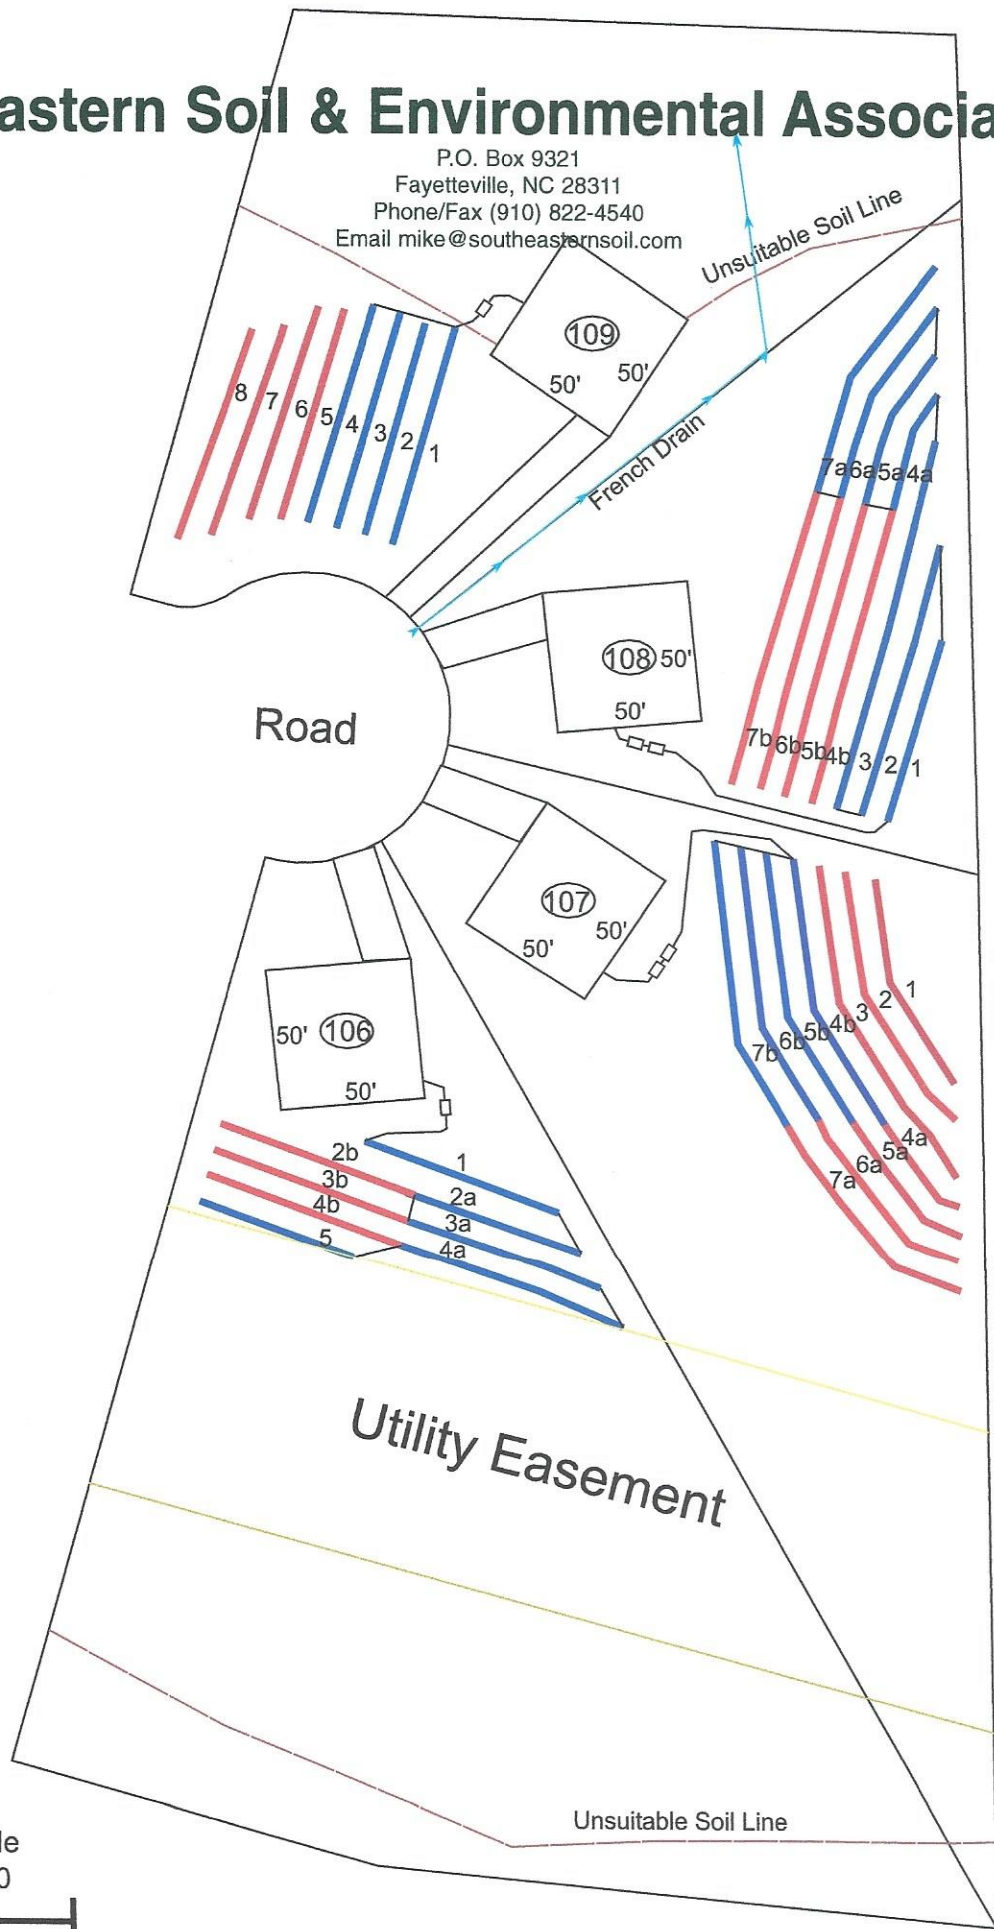 astern Soil & Environmental Associa
P.O. Box 9321
Fayetteville, NC 28311
Phone/Fax (910) 822-4540
Email mike@southeasternsoil.com
Unsuitable Soil Line
109
50' 50'
8 7 6 5 4 3 2 1
French Drain
7a 6a 5a 4a
108 50'
50'
Road
7b 6b 5b 4b 3 2 1
107
50' 50'
7b 6b 5b 4b 3 2 1
7a 6a 5a 4a
50' 106
50'
2b 1
3b 2a
4b 3a
5 4a
Utility Easement
Unsuitable Soil Line
le
0